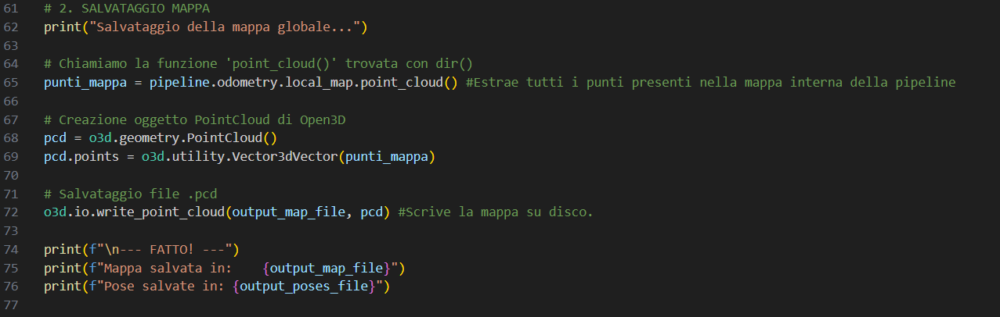 61 # 2. SALVATAGGIO MAPPA
62 print("Salvataggio della mappa globale...")
63
64 # Chiamiamo la funzione 'point_cloud()' trovata con dir()
65 punti_mappa = pipeline.odometry.local_map.point_cloud() #Estrae tutti i punti presenti nella mappa interna della pipeline
66
67 # Creazione oggetto PointCloud di Open3D
68 pcd = o3d.geometry.PointCloud()
69 pcd.points = o3d.utility.Vector3dVector(punti_mappa)
70
71 # Salvataggio file .pcd
72 o3d.io.write_point_cloud(output_map_file, pcd) #Scrive la mappa su disco.
73
74 print(f"\n--- FATTO! ---")
75 print(f"Mappa salvata in:    {output_map_file}")
76 print(f"Pose salvate in: {output_poses_file}")
77